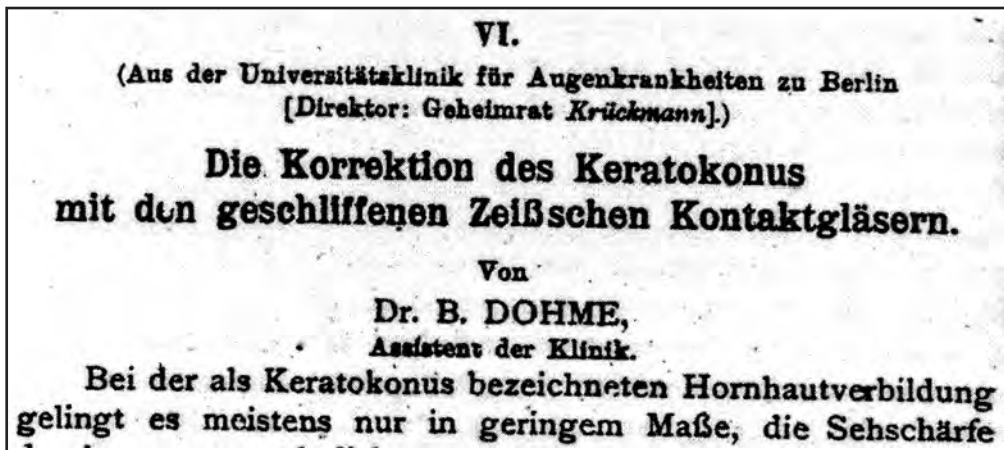 VI.
(Aus der Universitätsklinik für Augenkrankheiten zu Berlin
[Direktor: Geheimrat Krückmann].)
Die Korrektion des Keratokonus
mit den geschliffenen Zeißschen Kontaktgläsern.
Von
Dr. B. DOHME,
Assistent der Klinik.
Bei der als Keratokonus bezeichneten Hornhautverbildung
gelingt es meistens nur in geringem Maße, die Sehschärfe